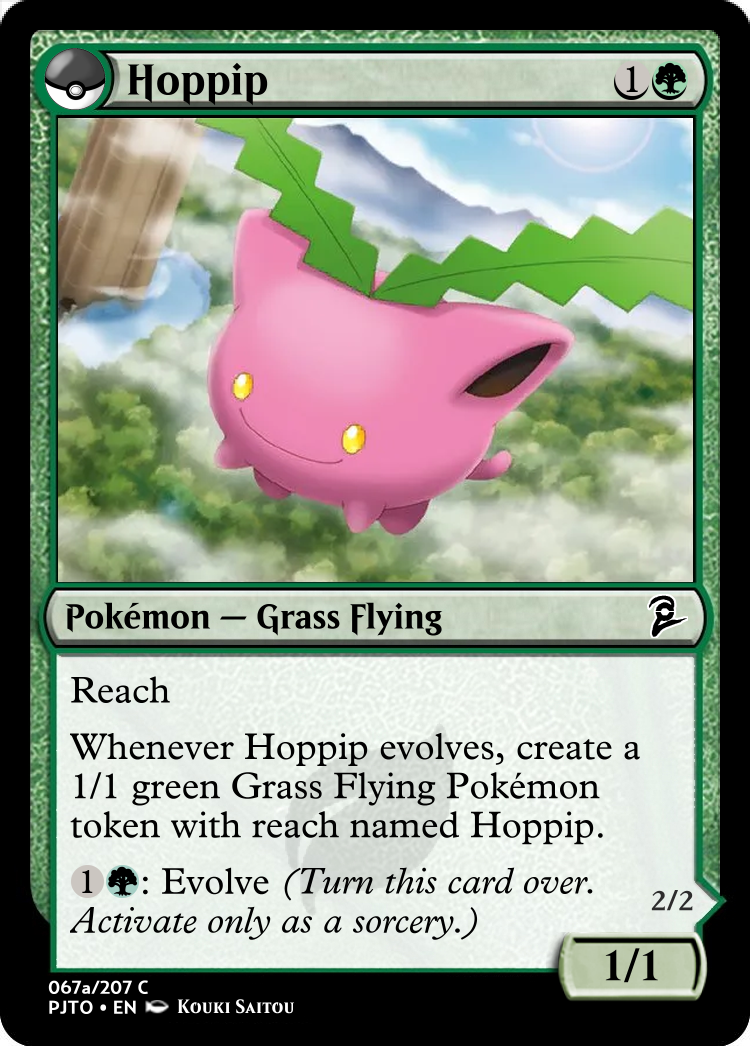 Hoppip 1
Pokémon — Grass Flying
Reach
Whenever Hoppip evolves, create a
1/1 green Grass Flying Pokémon
token with reach named Hoppip.
1: Evolve (Turn this card over.
Activate only as a sorcery.)
2/2
1/1
067a/207 C
PJTO • EN Kouki Saitou